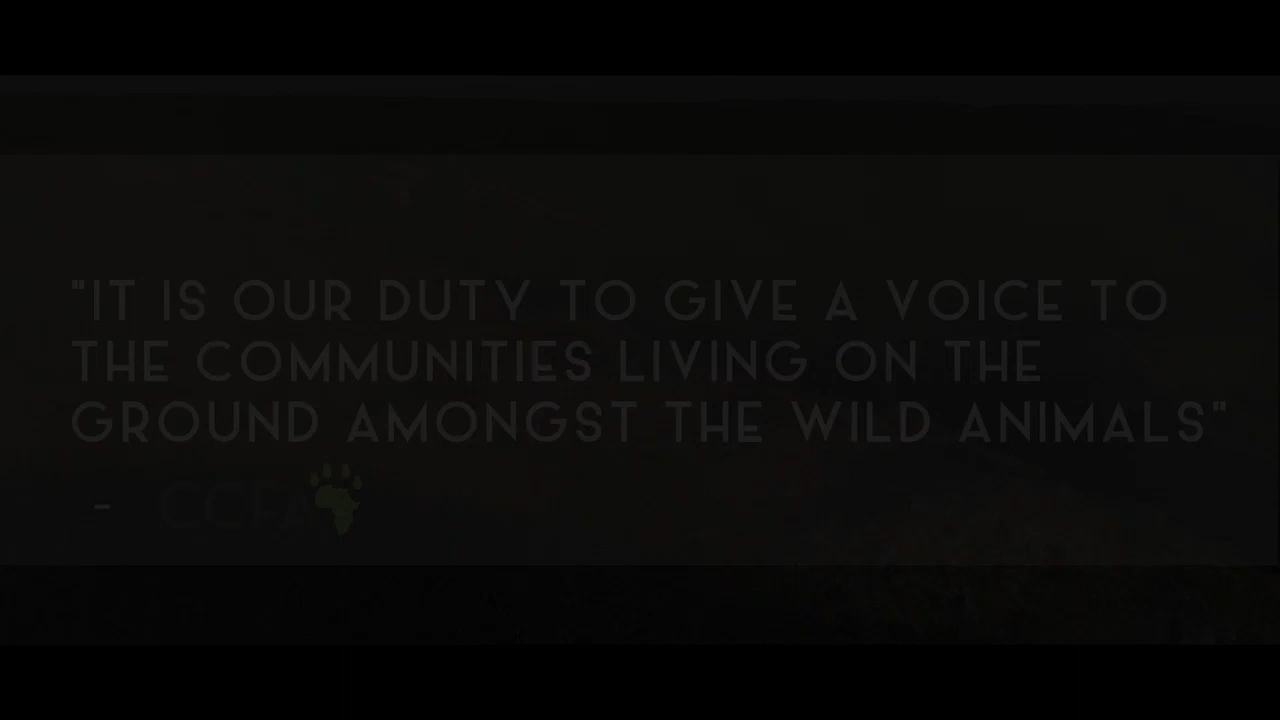 "IT IS OUR DUTY TO GIVE A VOICE TO
THE COMMUNITIES LIVING ON THE
GROUND AMONGST THE WILD ANIMALS"
- CCFA